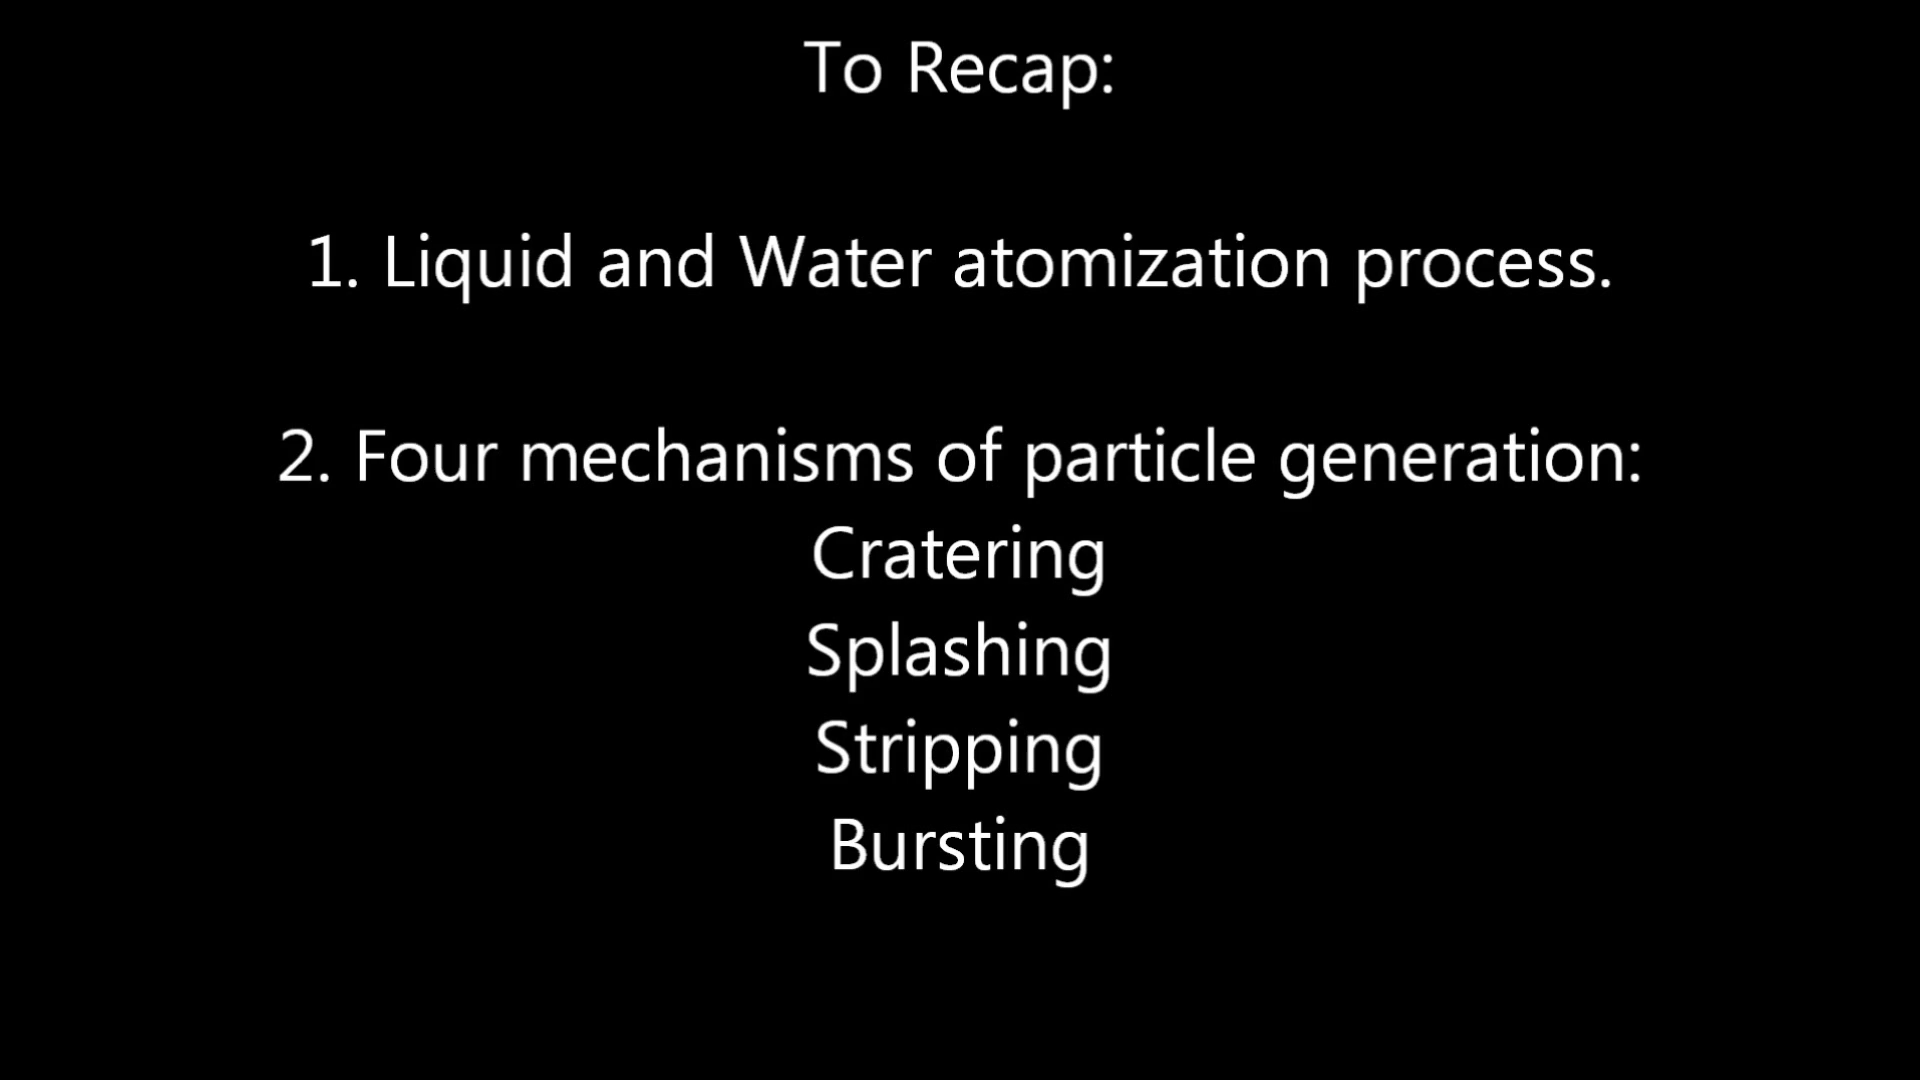 To Recap:
1. Liquid and Water atomization process.
2. Four mechanisms of particle generation:
Cratering
Splashing
Stripping
Bursting